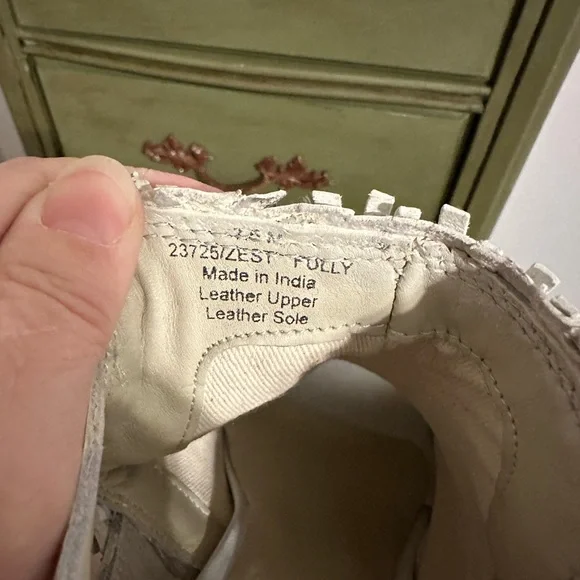 23725/ZEST FULLY
Made in India
Leather Upper
Leather Sole